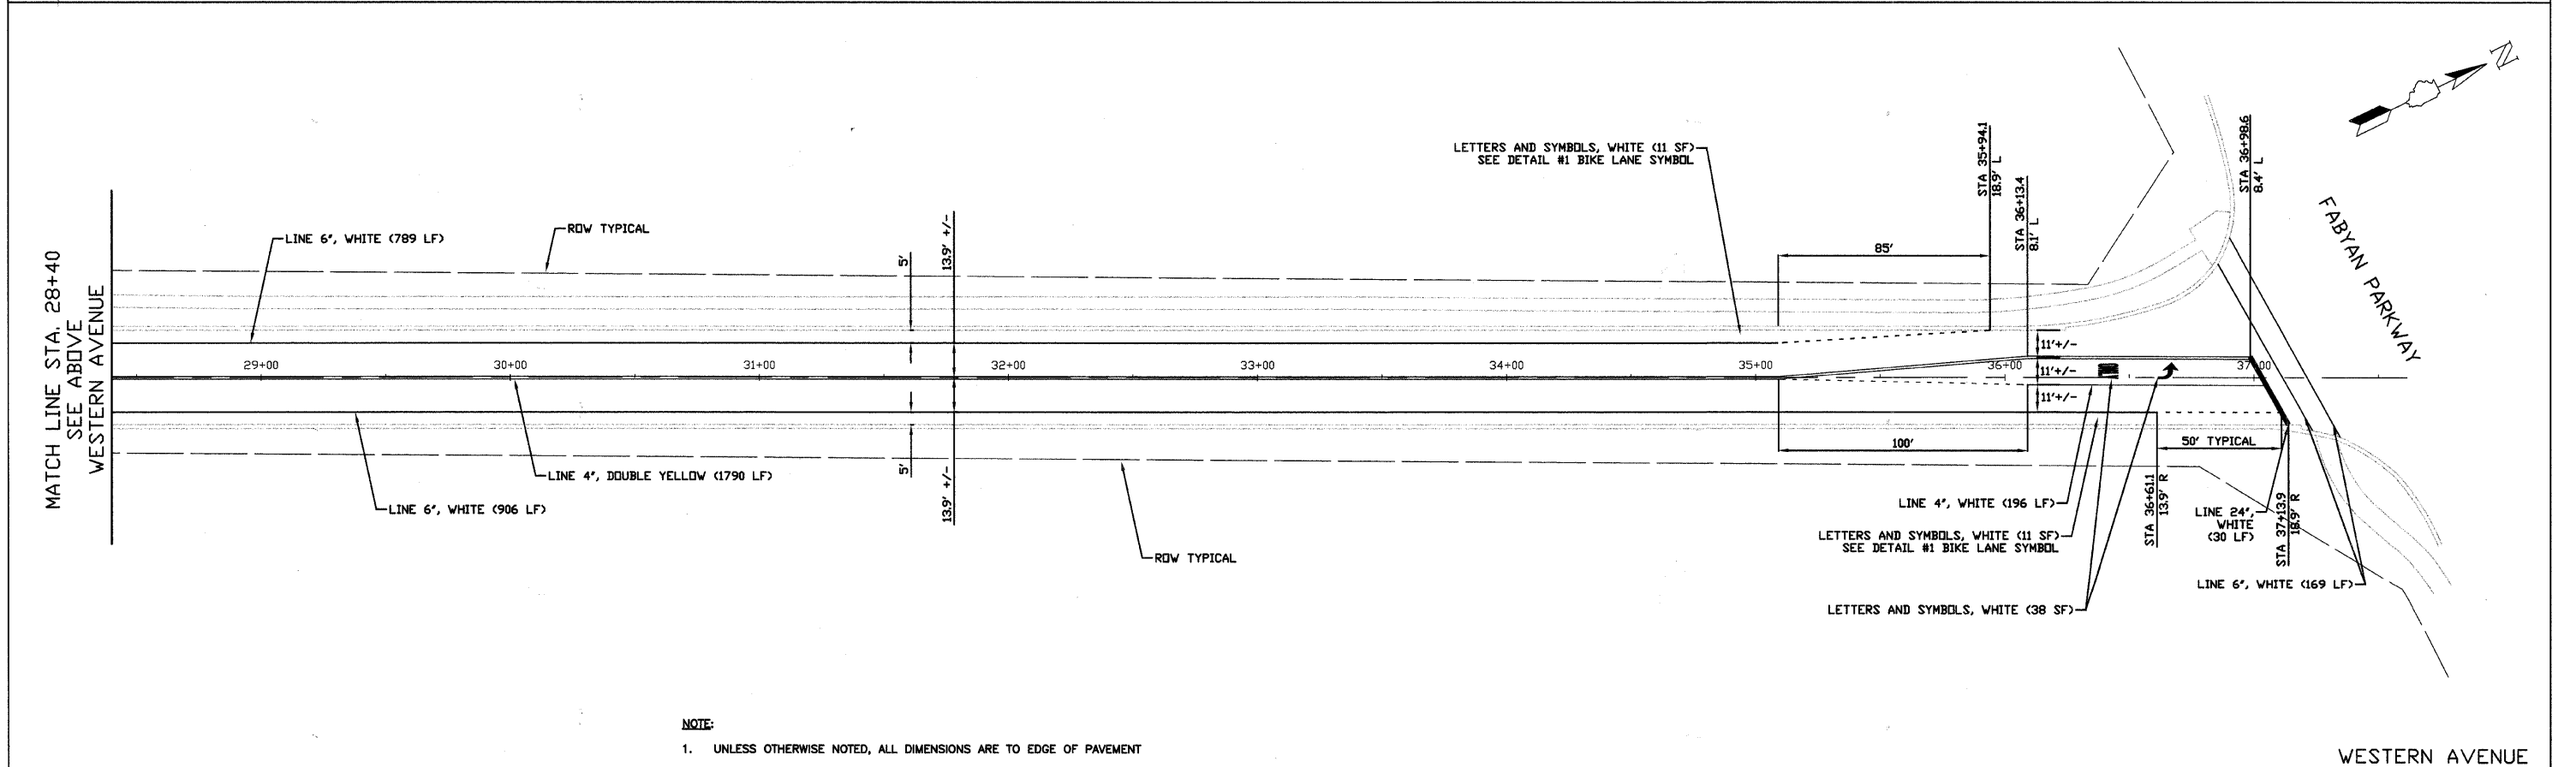 MATCH LINE STA. 28+40
SEE ABOVE
WESTERN AVENUE
LINE 6", WHITE (789 LF)
ROW TYPICAL
5'
13.9' +/-
LETTERS AND SYMBOLS, WHITE (11 SF)
SEE DETAIL #1 BIKE LANE SYMBOL
85'
STA 35+94.1
18.9' L
STA 36+13.4
8.1' L
STA 36+98.6
8.4' L
N
FABYAN PARKWAY
29+00
30+00
31+00
32+00
33+00
34+00
35+00
36+00
37+00
11'+/-
11'+/-
11'+/-
LINE 4", DOUBLE YELLOW (1790 LF)
LINE 6", WHITE (906 LF)
5'
13.9' +/-
ROW TYPICAL
100'
50' TYPICAL
LINE 4", WHITE (196 LF)
LETTERS AND SYMBOLS, WHITE (11 SF)
SEE DETAIL #1 BIKE LANE SYMBOL
LETTERS AND SYMBOLS, WHITE (38 SF)
STA 36+61.1
13.9' R
LINE 24",
WHITE
(30 LF)
STA 37+13.9
18.9' R
LINE 6", WHITE (169 LF)
NOTE:
1. UNLESS OTHERWISE NOTED, ALL DIMENSIONS ARE TO EDGE OF PAVEMENT
WESTERN AVENUE